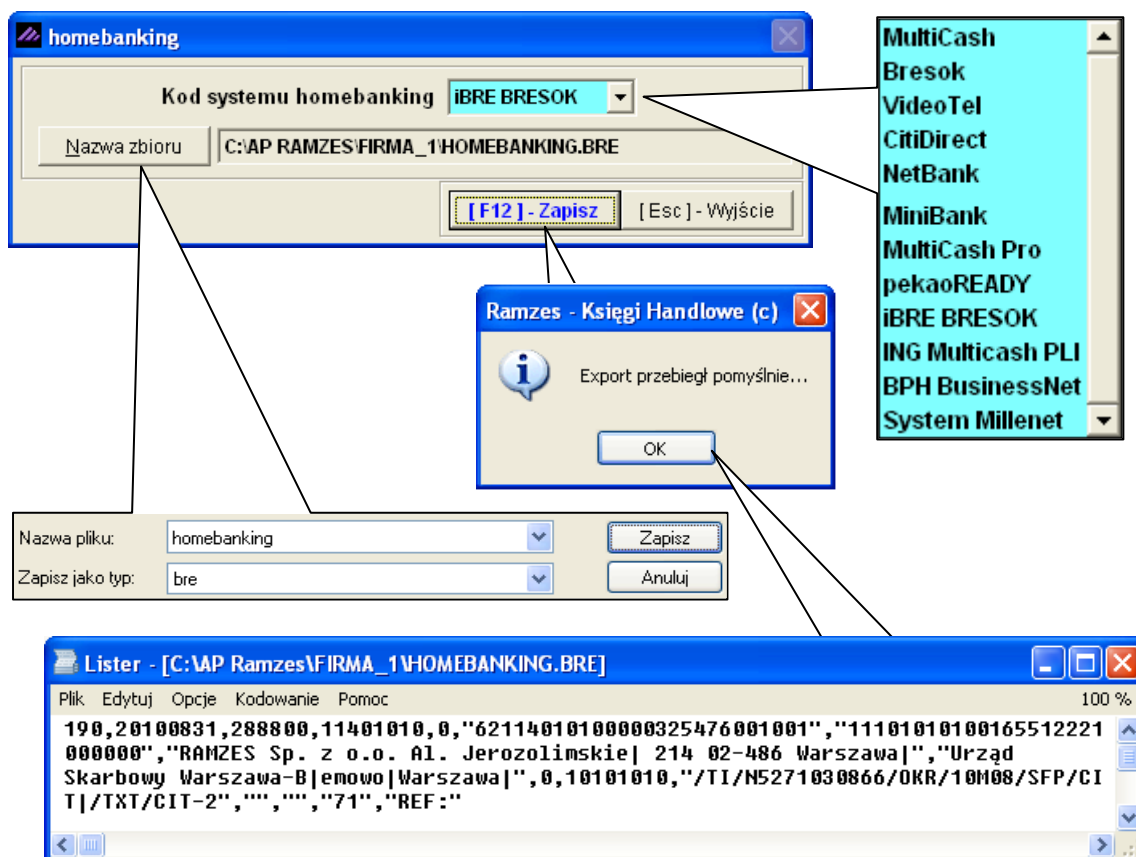 homebanking
Kod systemu homebanking iBRE BRESOK
Nazwa zbioru C:\AP RAMZES\FIRMA_1\HOMEBANKING.BRE
[ F12 ] - Zapisz [ Esc ] - Wyjście
MultiCash
Bresok
VideoTel
CitiDirect
NetBank
MiniBank
MultiCash Pro
pekaoREADY
iBRE BRESOK
ING Multicash PLI
BPH BusinessNet
System Millenet
Ramzes - Księgi Handlowe (c)
Export przebiegł pomyślnie...
OK
Nazwa pliku: homebanking Zapisz
Zapisz jako typ: bre Anuluj
Lister - [C:\AP Ramzes\FIRMA_1\HOMEBANKING.BRE]
Plik Edytuj Opcje Kodowanie Pomoc 100 %
190,20100831,288800,11401010,0,"62114010100000325476001001","11101010100165512221
000000","RAMZES Sp. z o.o. Al. Jerozolimskie| 214 02-486 Warszawa|","Urząd
Skarbowy Warszawa-B|emowo|Warszawa|",0,10101010,"/TI/N5271030866/OKR/10M08/SFP/CI
T|/TXT/CIT-2","","","71","REF:"